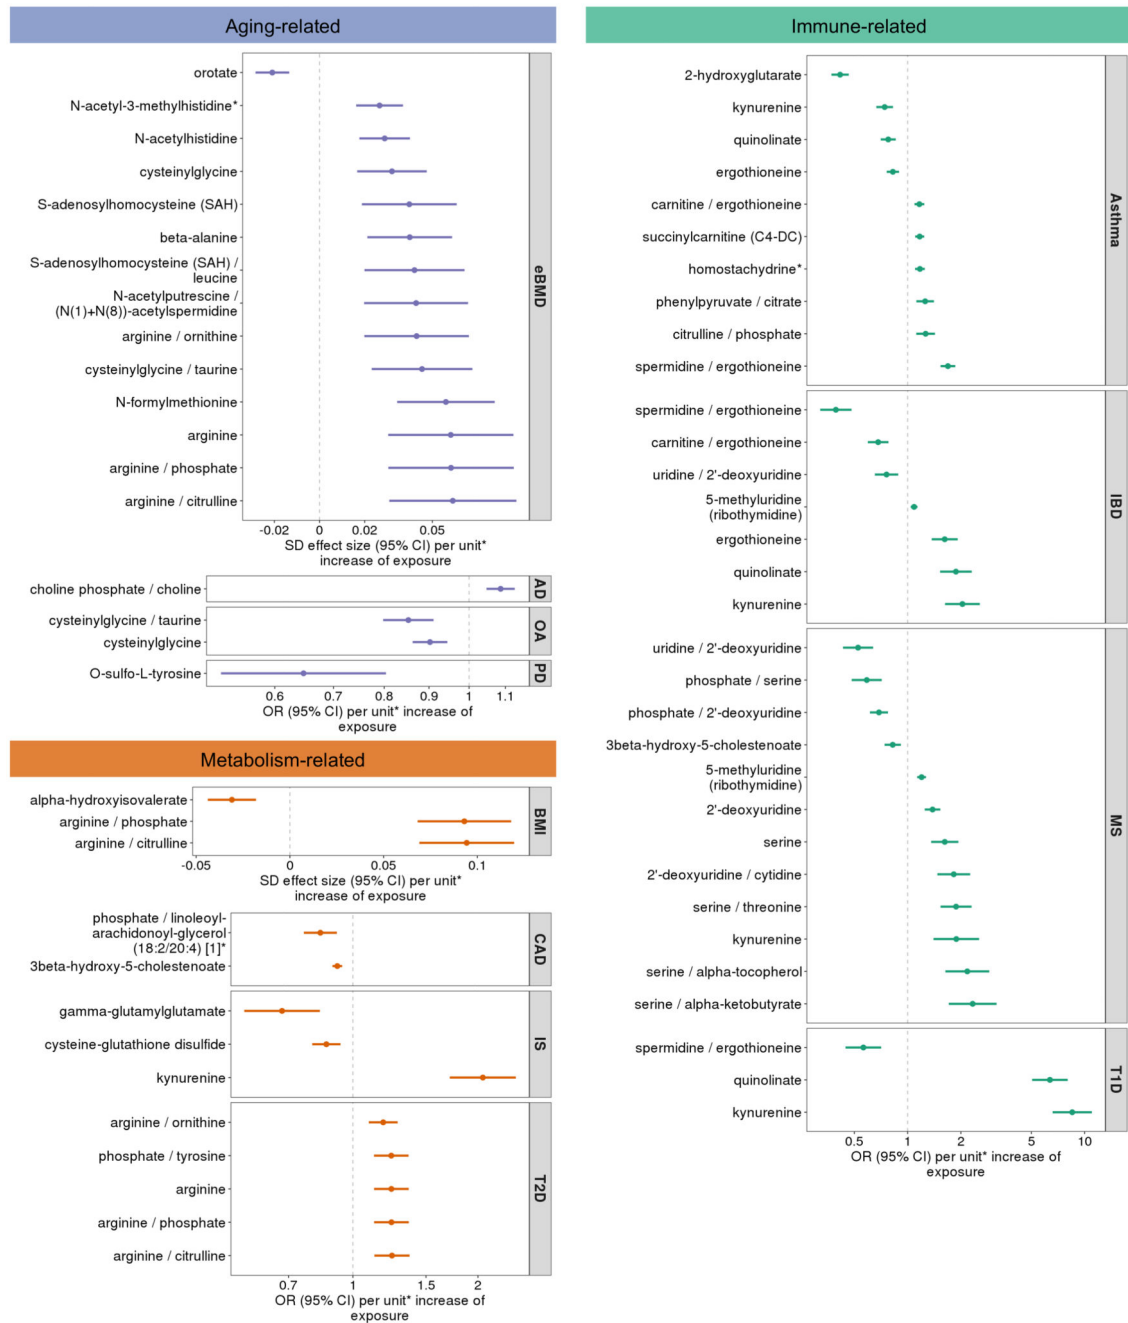 Aging-related
orotate
N-acetyl-3-methylhistidine*
N-acetylhistidine
cysteinylglycine
S-adenosylhomocysteine (SAH)
beta-alanine
S-adenosylhomocysteine (SAH) /
leucine
N-acetylputrescine /
(N(1)+N(8))-acetylspermidine
arginine / ornithine
cysteinylglycine / taurine
N-formylmethionine
arginine
arginine / phosphate
arginine / citrulline
eBMD
-0.02 0 0.02 0.05
SD effect size (95% CI) per unit*
increase of exposure
choline phosphate / choline
AD
cysteinylglycine / taurine
cysteinylglycine
OA
O-sulfo-L-tyrosine
PD
0.6 0.7 0.8 0.9 1 1.1
OR (95% CI) per unit* increase of
exposure
Metabolism-related
alpha-hydroxyisovalerate
arginine / phosphate
arginine / citrulline
BMI
-0.05 0 0.05 0.1
SD effect size (95% CI) per unit*
increase of exposure
phosphate / linoleoyl-
arachidonoyl-glycerol
(18:2/20:4) [1]*
3beta-hydroxy-5-cholestenoate
CAD
gamma-glutamylglutamate
cysteine-glutathione disulfide
kynurenine
IS
arginine / ornithine
phosphate / tyrosine
arginine
arginine / phosphate
arginine / citrulline
T2D
0.7 1 1.5 2
OR (95% CI) per unit* increase of
exposure
Immune-related
2-hydroxyglutarate
kynurenine
quinolinate
ergothioneine
carnitine / ergothioneine
succinylcarnitine (C4-DC)
homostachydrine*
phenylpyruvate / citrate
citrulline / phosphate
spermidine / ergothioneine
Asthma
spermidine / ergothioneine
carnitine / ergothioneine
uridine / 2'-deoxyuridine
5-methyluridine
(ribothymidine)
ergothioneine
quinolinate
kynurenine
IBD
uridine / 2'-deoxyuridine
phosphate / serine
phosphate / 2'-deoxyuridine
3beta-hydroxy-5-cholestenoate
5-methyluridine
(ribothymidine)
2'-deoxyuridine
serine
2'-deoxyuridine / cytidine
serine / threonine
kynurenine
serine / alpha-tocopherol
serine / alpha-ketobutyrate
MS
spermidine / ergothioneine
quinolinate
kynurenine
T1D
0.5 1 2 5 10
OR (95% CI) per unit* increase of
exposure